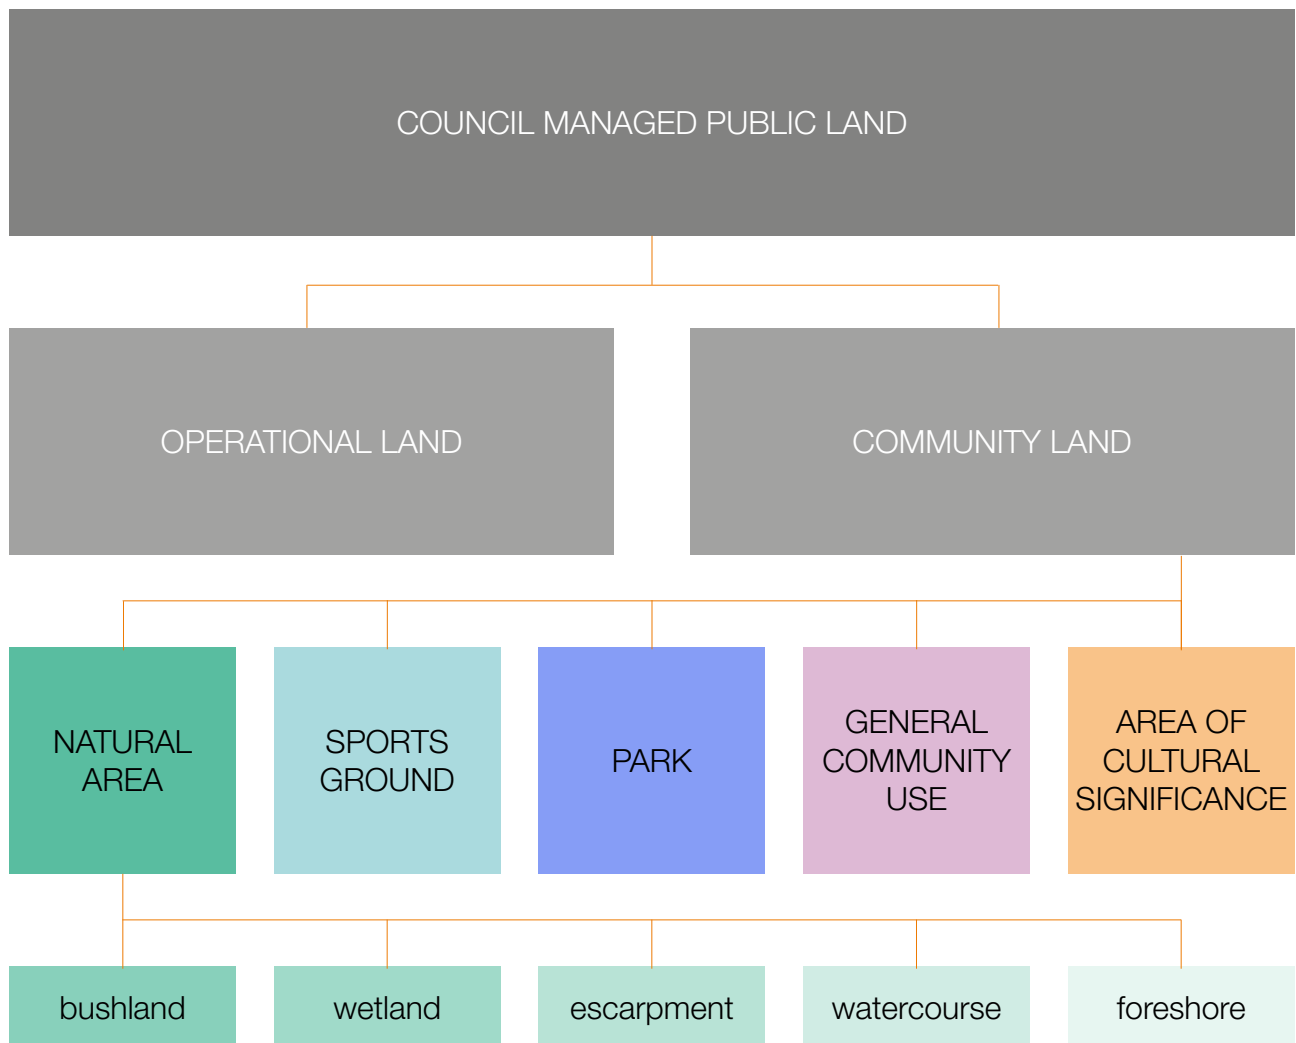 COUNCIL MANAGED PUBLIC LAND
OPERATIONAL LAND
COMMUNITY LAND
NATURAL
AREA
SPORTS
GROUND
PARK
GENERAL
COMMUNITY
USE
AREA OF
CULTURAL
SIGNIFICANCE
bushland
wetland
escarpment
watercourse
foreshore